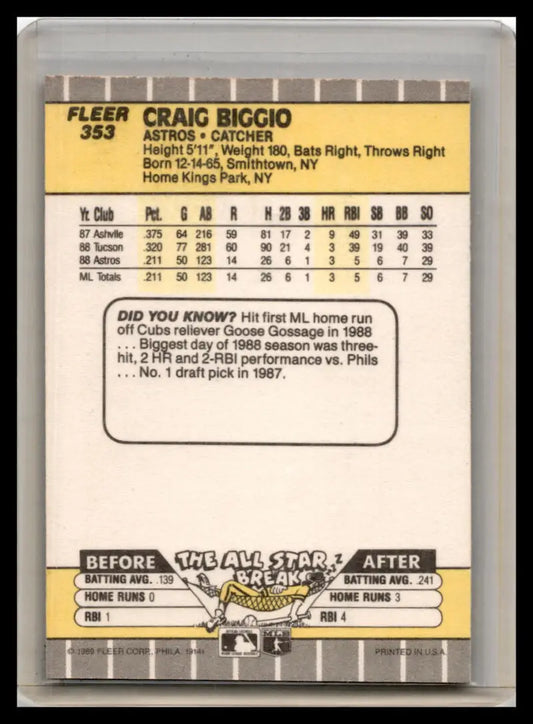 FLEER
353
CRAIG BIGGIO
ASTROS • CATCHER
Height 5'11", Weight 180, Bats Right, Throws Right
Born 12-14-65, Smithtown, NY
Home Kings Park, NY
Yr. Club Pct. G AB R H 2B 3B HR RBI SB BB SO
87 Ashville .375 64 216 59 81 17 2 9 49 31 39 33
88 Tucson .320 77 281 60 90 21 4 3 39 19 40 39
88 Astros .211 50 123 14 26 6 1 3 5 6 7 29
ML Totals .211 50 123 14 26 6 1 3 5 6 7 29
DID YOU KNOW? Hit first ML home run
off Cubs reliever Goose Gossage in 1988
. . . Biggest day of 1988 season was three-
hit, 2 HR and 2-RBI performance vs. Phils
. . . No. 1 draft pick in 1987.
BEFORE THE ALL STAR BREAK AFTER
BATTING AVG. .139 BATTING AVG. .241
HOME RUNS 0 HOME RUNS 3
RBI 1 RBI 4
© 1989 FLEER CORP., PHILA. 19141 PRINTED IN U.S.A.